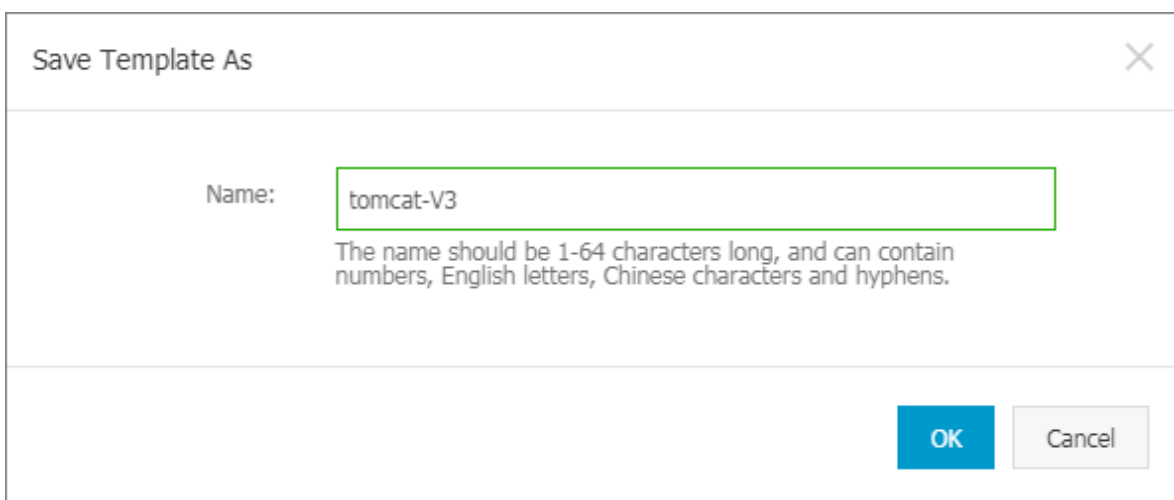 Save Template As
Name:
tomcat-V3
The name should be 1-64 characters long, and can contain
numbers, English letters, Chinese characters and hyphens.
OK
Cancel